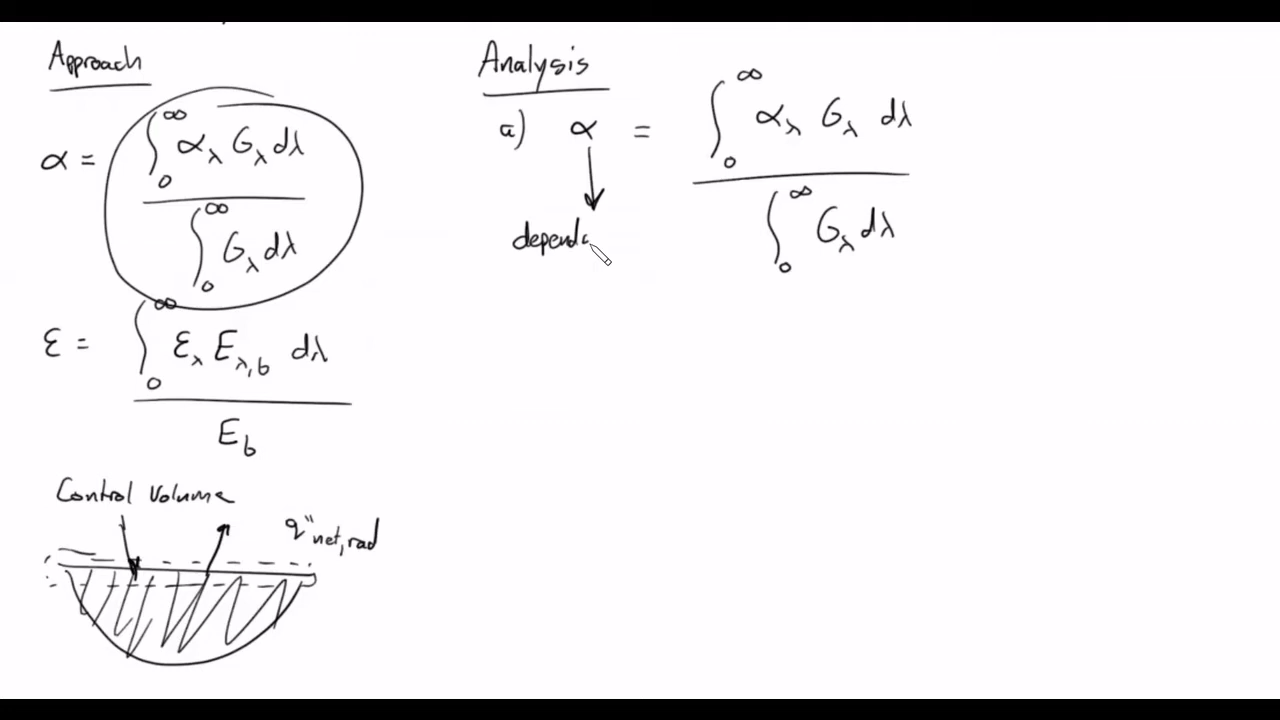 Approach
α = ∫₀^∞ α_λ G_λ dλ
∫₀^∞ G_λ dλ
ε = ∫₀^∞ ε_λ E_λ,b dλ
E_b
Control Volume
q"net,rad
Analysis
a) α = ∫₀^∞ α_λ G_λ dλ
∫₀^∞ G_λ dλ
depend